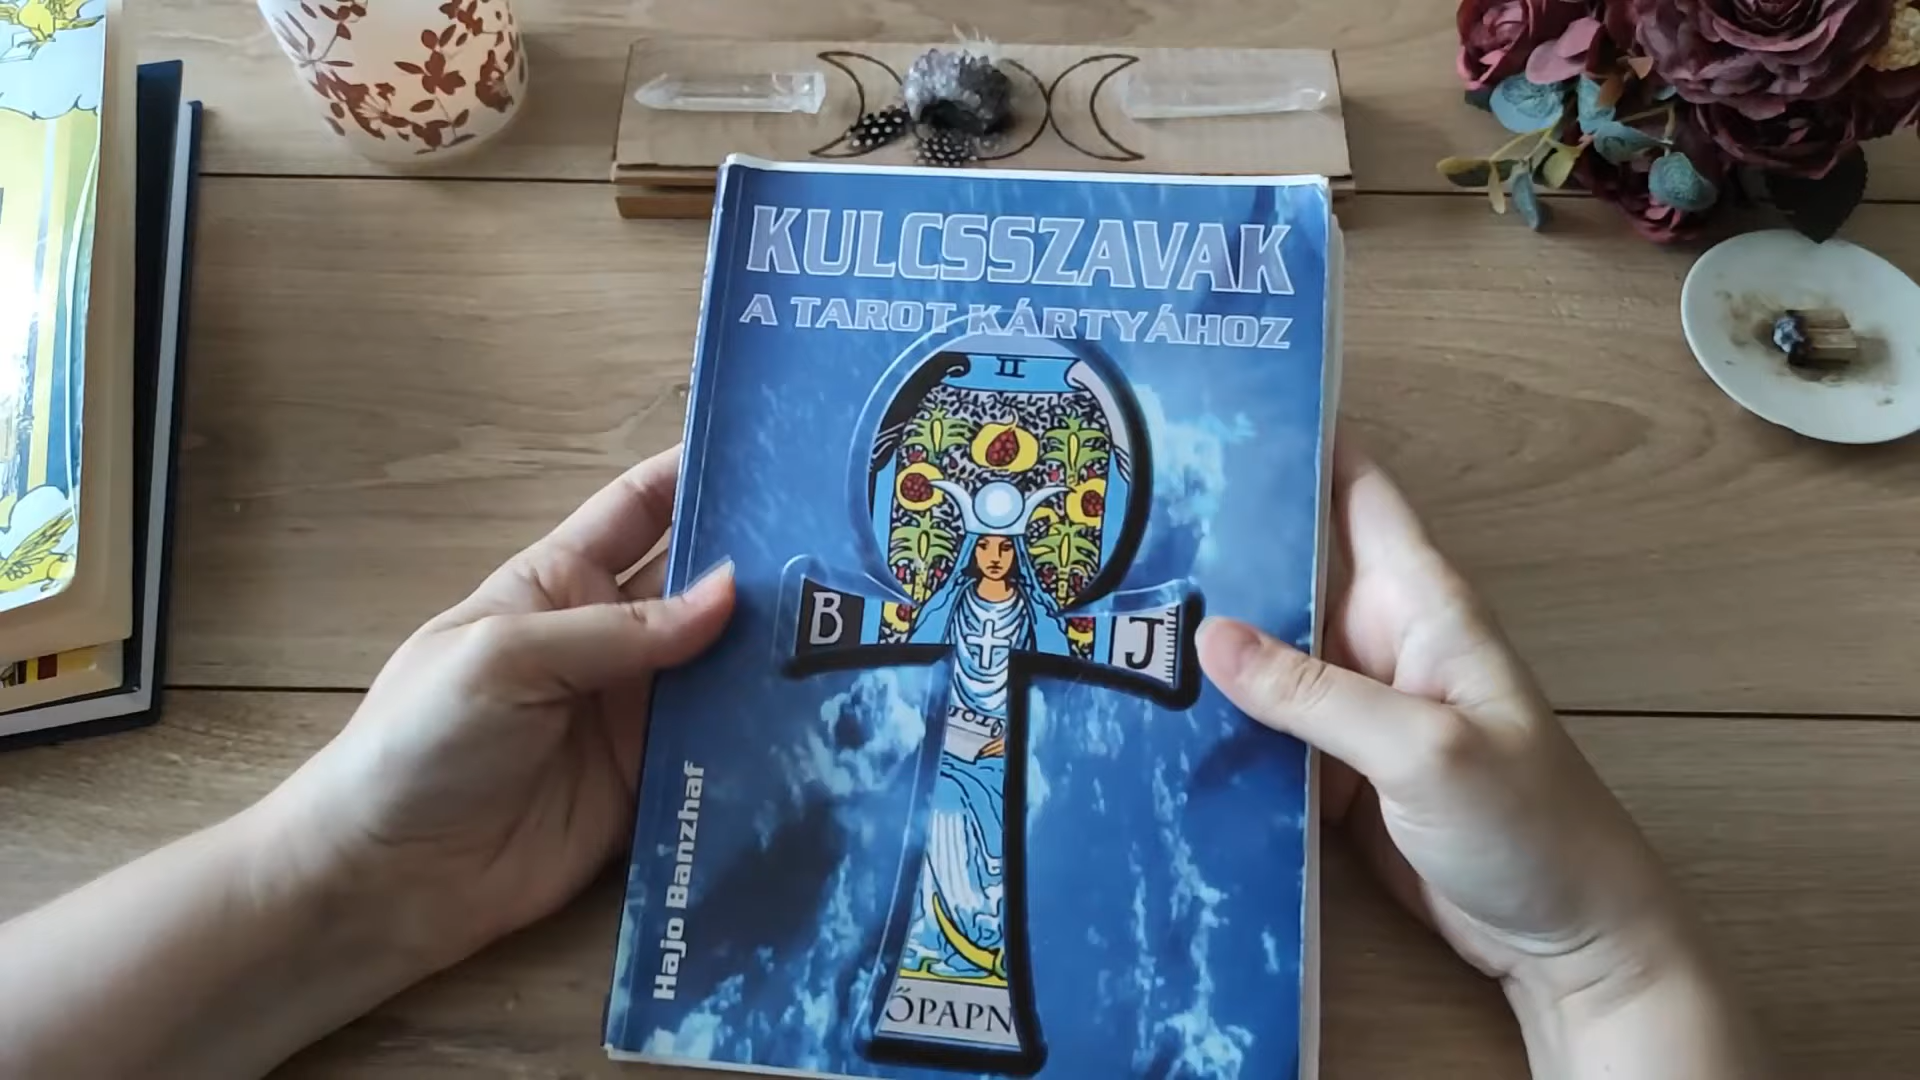 KULCSSZAVAK
A TAROT KÁRTYÁHOZ
II
B
J
Hajo Banzhaf
ŐPAPN